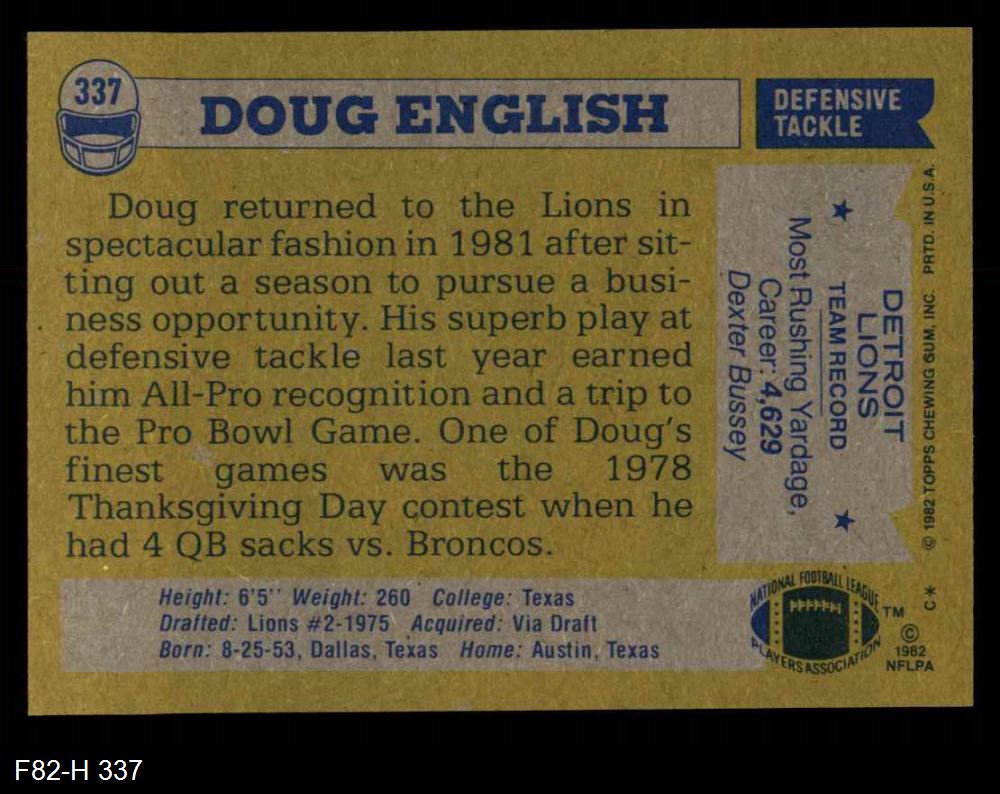 337
DOUG ENGLISH
DEFENSIVE
TACKLE
Doug returned to the Lions in
spectacular fashion in 1981 after sit-
ting out a season to pursue a busi-
ness opportunity. His superb play at
defensive tackle last year earned
him All-Pro recognition and a trip to
the Pro Bowl Game. One of Doug's
finest games was the 1978
Thanksgiving Day contest when he
had 4 QB sacks vs. Broncos.
DETROIT
LIONS
★ TEAM RECORD ★
Most Rushing Yardage,
Career: 4,629
Dexter Bussey
© 1982 TOPPS CHEWING GUM, INC. PRTD. IN U.S.A.
C*
Height: 6'5" Weight: 260 College: Texas
Drafted: Lions #2-1975 Acquired: Via Draft
Born: 8-25-53, Dallas, Texas Home: Austin, Texas
NATIONAL FOOTBALL LEAGUE
PLAYERS ASSOCIATION
TM
©
1982
NFLPA
F82-H 337